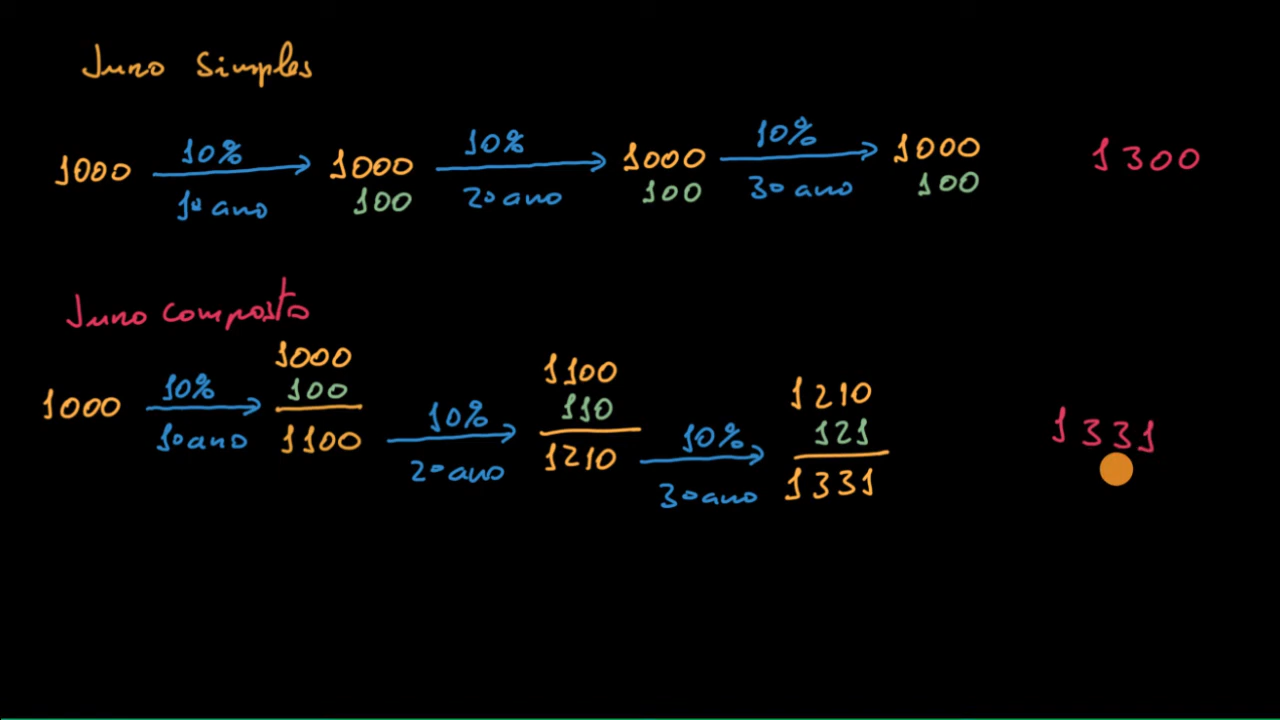 Juro Simples
1000 10% 1000 10% 1000 10% 1000 1300
1º ano 100 2º ano 100 3º ano 100
Juro composto
1000 10% 1000
1º ano 100
1100
10% 1100
2º ano 110
1210
10% 1210
3º ano 121
1331
1331